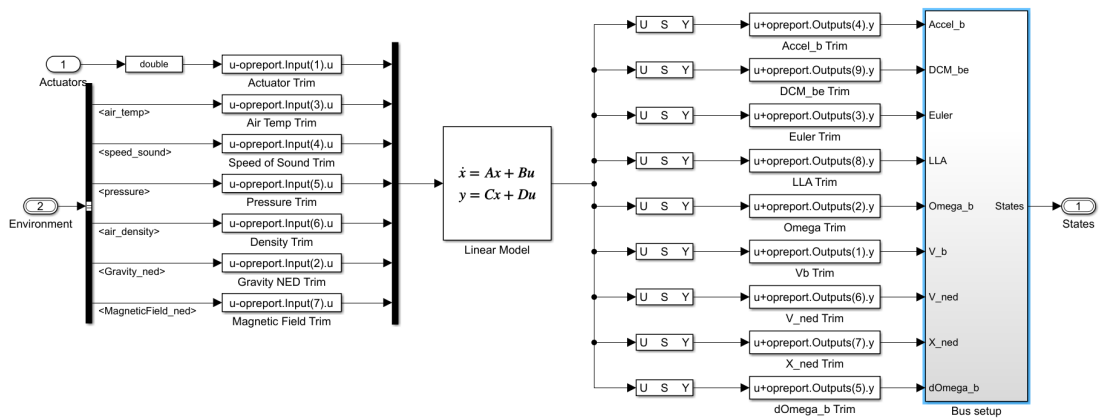 1
Actuators
double
u-opreport.Input(1).u
Actuator Trim
<air_temp>
u-opreport.Input(3).u
Air Temp Trim
<speed_sound>
u-opreport.Input(4).u
Speed of Sound Trim
<pressure>
u-opreport.Input(5).u
Pressure Trim
2
Environment
<air_density>
u-opreport.Input(6).u
Density Trim
<Gravity_ned>
u-opreport.Input(2).u
Gravity NED Trim
<MagneticField_ned>
u-opreport.Input(7).u
Magnetic Field Trim
ẋ = Ax + Bu
y = Cx + Du
Linear Model
U S Y
u+opreport.Outputs(4).y
Accel_b Trim
U S Y
u+opreport.Outputs(9).y
DCM_be Trim
U S Y
u+opreport.Outputs(3).y
Euler Trim
U S Y
u+opreport.Outputs(8).y
LLA Trim
U S Y
u+opreport.Outputs(2).y
Omega Trim
U S Y
u+opreport.Outputs(1).y
Vb Trim
U S Y
u+opreport.Outputs(6).y
V_ned Trim
U S Y
u+opreport.Outputs(7).y
X_ned Trim
U S Y
u+opreport.Outputs(5).y
dOmega_b Trim
Accel_b
DCM_be
Euler
LLA
Omega_b
V_b
V_ned
X_ned
dOmega_b
States
Bus setup
1
States